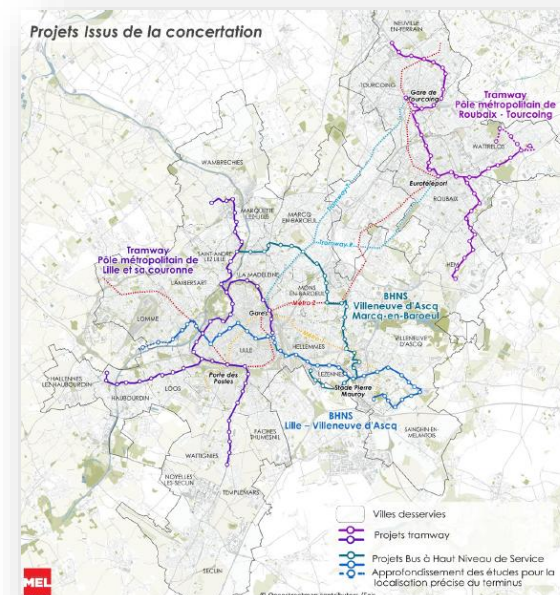 Projets Issus de la concertation
NEUVILLE
EN-FERRAIN
TOURCOING
Gare de
Tourcoing
Tramway
Pôle métropolitain de
Roubaix - Tourcoing
WATTRELOS
WAMBRECHIES
Eurotéléport
ROUBAIX
MARQUETTE
LEZ-LILLE
MARCQ
EN-BAROEUL
Tramway
Pôle métropolitain de
Lille et sa couronne
SAINT-ANDRÉ
LEZ-LILLE
HEM
LA MADELEINE
LAMBERSART
MONS
EN-BAROEUL
BHNS
Villeneuve d'Ascq
Marcq-en-Baroeul
LOMME
Gares
LILLE
HELLEMMES
VILLENEUVE
D'ASCQ
HALLENNES
LEZ-HAUBOURDIN
LOOS
Porte des
Postes
LEZENNES
Stade Pierre
Mauroy
HAUBOURDIN
BHNS
Lille – Villeneuve d'Ascq
FACHES
THUMESNIL
SAINGHIN EN
MELANTOIS
WATTIGNIES
NOYELLES
LES-SECLIN
TEMPLEMARS
SECLIN
Villes desservies
Projets tramway
Projets Bus à Haut Niveau de Service
Approfondissement des études pour la
localisation précise du terminus
MEL